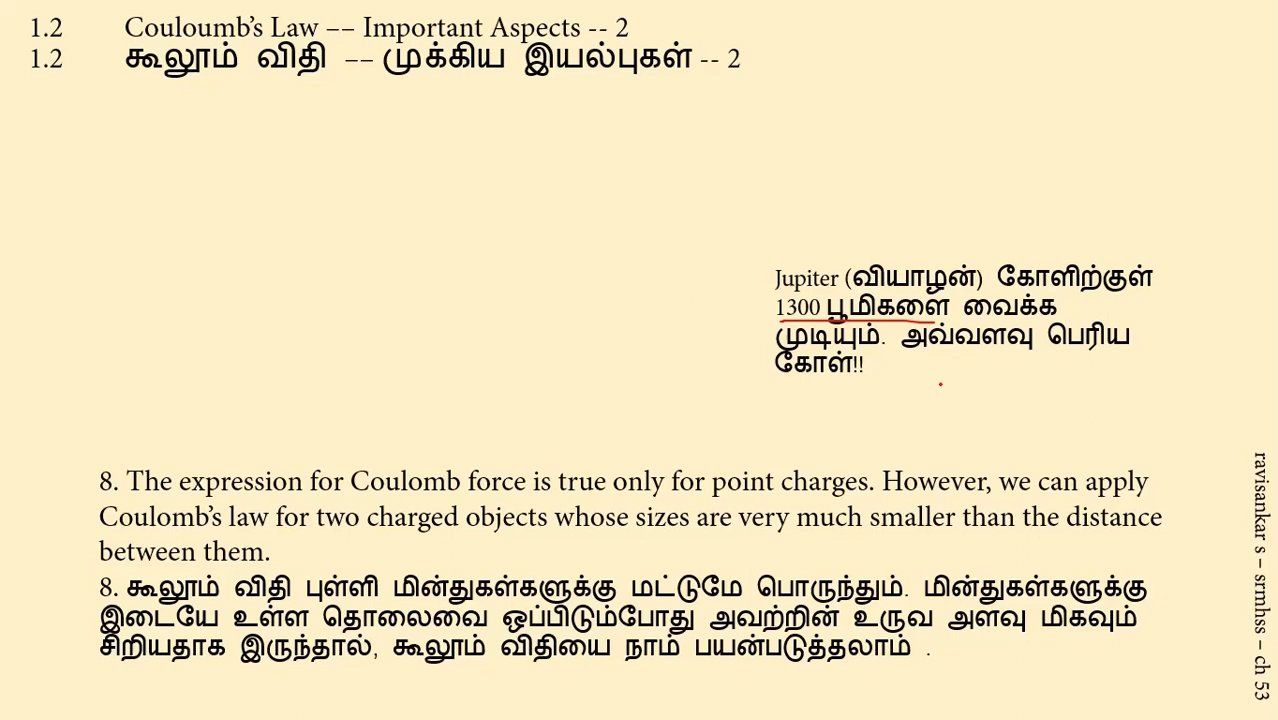 1.2 Couloumb's Law –– Important Aspects -- 2
1.2 கூலூம் விதி –– முக்கிய இயல்புகள் -- 2
Jupiter (வியாழன்) கோளிற்குள்
1300 பூமிகளை வைக்க
முடியும். அவ்வளவு பெரிய
கோள்!!
8. The expression for Coulomb force is true only for point charges. However, we can apply
Coulomb's law for two charged objects whose sizes are very much smaller than the distance
between them.
8. கூலூம் விதி புள்ளி மின்துகள்களுக்கு மட்டுமே பொருந்தும். மின்துகள்களுக்கு
இடையே உள்ள தொலைவை ஒப்பிடும்போது அவற்றின் உருவ அளவு மிகவும்
சிறியதாக இருந்தால், கூலூம் விதியை நாம் பயன்படுத்தலாம் .
ravisankar s – srmhss – ch 53